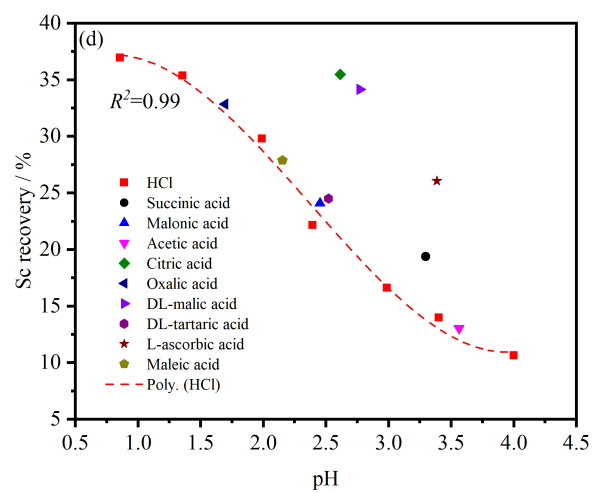 (d)
R²=0.99
HCl
Succinic acid
Malonic acid
Acetic acid
Citric acid
Oxalic acid
DL-malic acid
DL-tartaric acid
L-ascorbic acid
Maleic acid
Poly. (HCl)
Sc recovery / %
40
35
30
25
20
15
10
5
0.5 1.0 1.5 2.0 2.5 3.0 3.5 4.0 4.5
pH